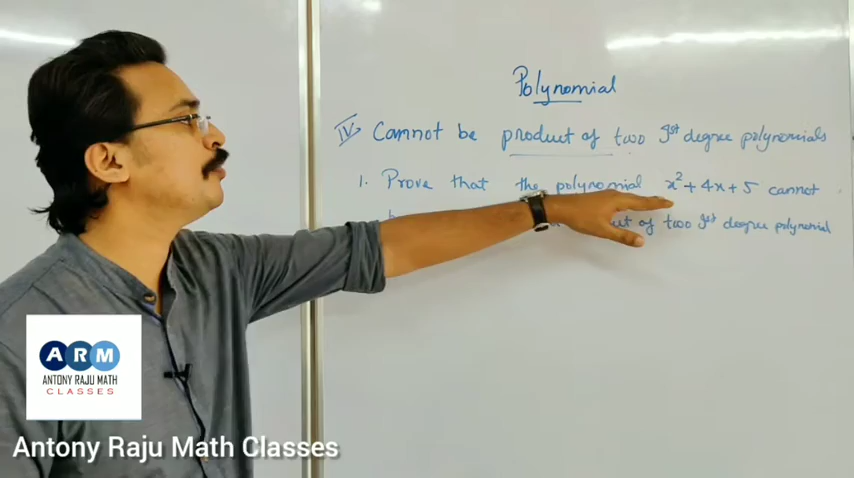 Polynomial
IV Cannot be product of two 1st degree polynomials
1. Prove that the polynomial x² + 4x + 5 cannot
of two 1st degree polynomial
ARM
ANTONY RAJU MATH
CLASSES
Antony Raju Math Classes